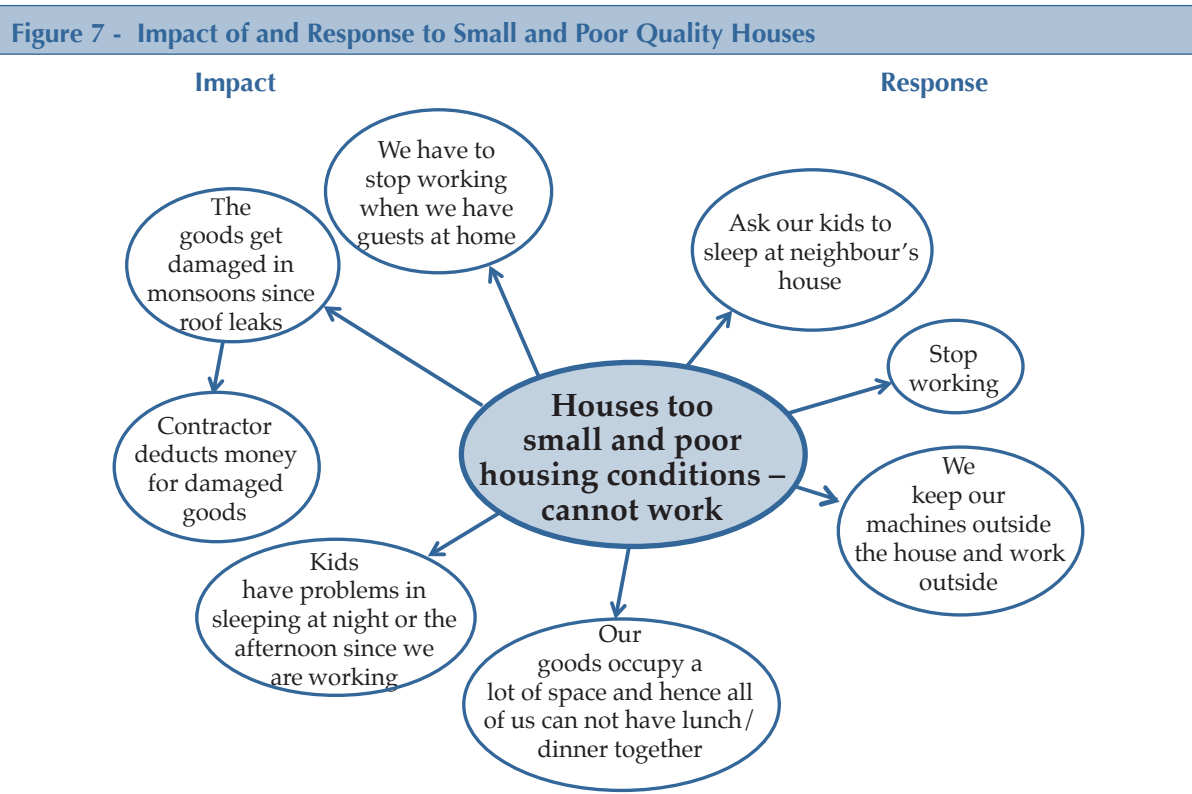 Figure 7 - Impact of and Response to Small and Poor Quality Houses
Impact
Response
We have to
stop working
when we have
guests at home
The
goods get
damaged in
monsoons since
roof leaks
Contractor
deducts money
for damaged
goods
Kids
have problems in
sleeping at night or the
afternoon since we
are working
Houses too
small and poor
housing conditions –
cannot work
Our
goods occupy a
lot of space and hence all
of us can not have lunch/
dinner together
Ask our kids to
sleep at neighbour's
house
Stop
working
We
keep our
machines outside
the house and work
outside